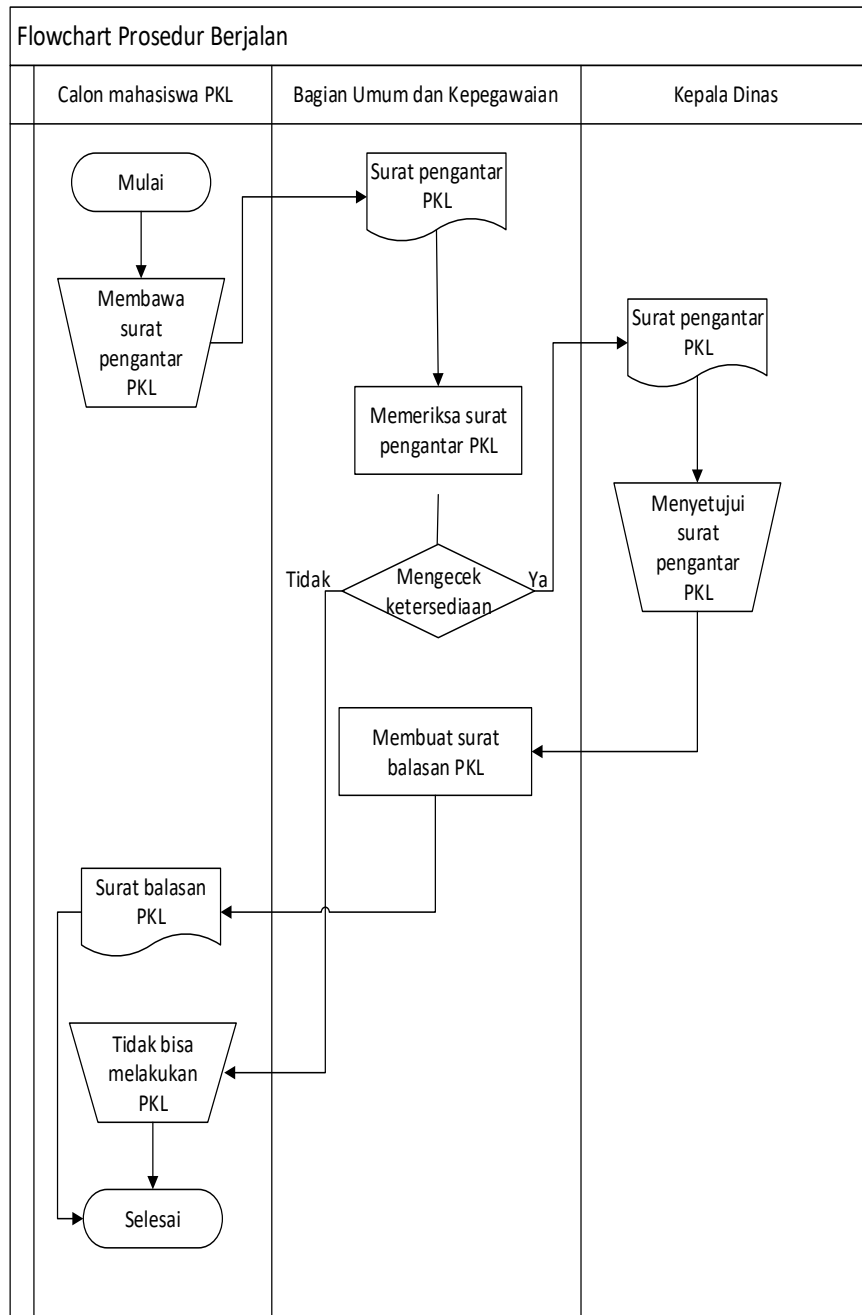 Flowchart Prosedur Berjalan
Calon mahasiswa PKL
Bagian Umum dan Kepegawaian
Kepala Dinas
Mulai
Membawa
surat
pengantar
PKL
Surat pengantar
PKL
Memeriksa surat
pengantar PKL
Mengecek
ketersediaan
Tidak
Ya
Surat pengantar
PKL
Menyetujui
surat
pengantar
PKL
Membuat surat
balasan PKL
Surat balasan
PKL
Tidak bisa
melakukan
PKL
Selesai